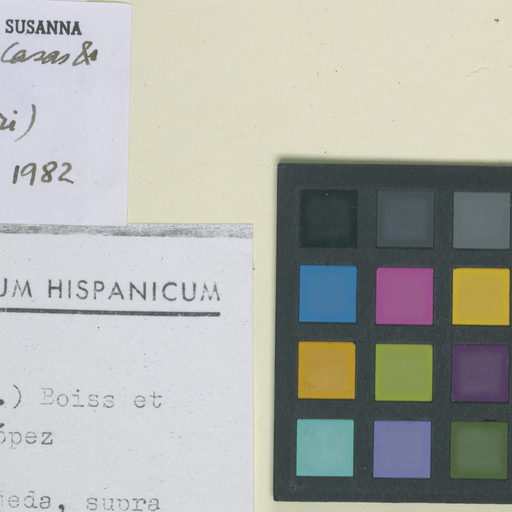 SUSANNA
Casas &
ri)
1982
UM HISPANICUM
.) Boiss et
ópez
eda, supra